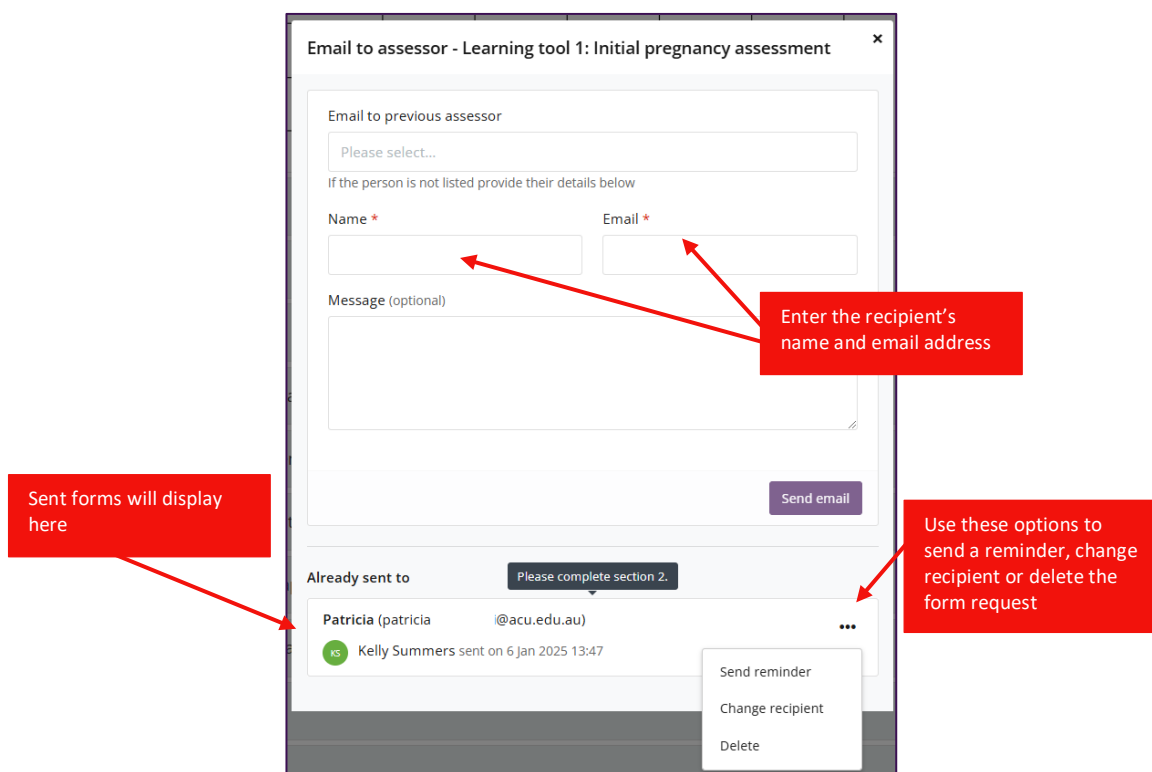 Email to assessor - Learning tool 1: Initial pregnancy assessment
×
Email to previous assessor
Please select...
If the person is not listed provide their details below
Name *
Email *
Message (optional)
Enter the recipient’s
name and email address
Send email
Sent forms will display
here
Use these options to
send a reminder, change
recipient or delete the
form request
Already sent to
Please complete section 2.
Patricia (patricia @acu.edu.au)
KS
Kelly Summers sent on 6 Jan 2025 13:47
Send reminder
Change recipient
Delete